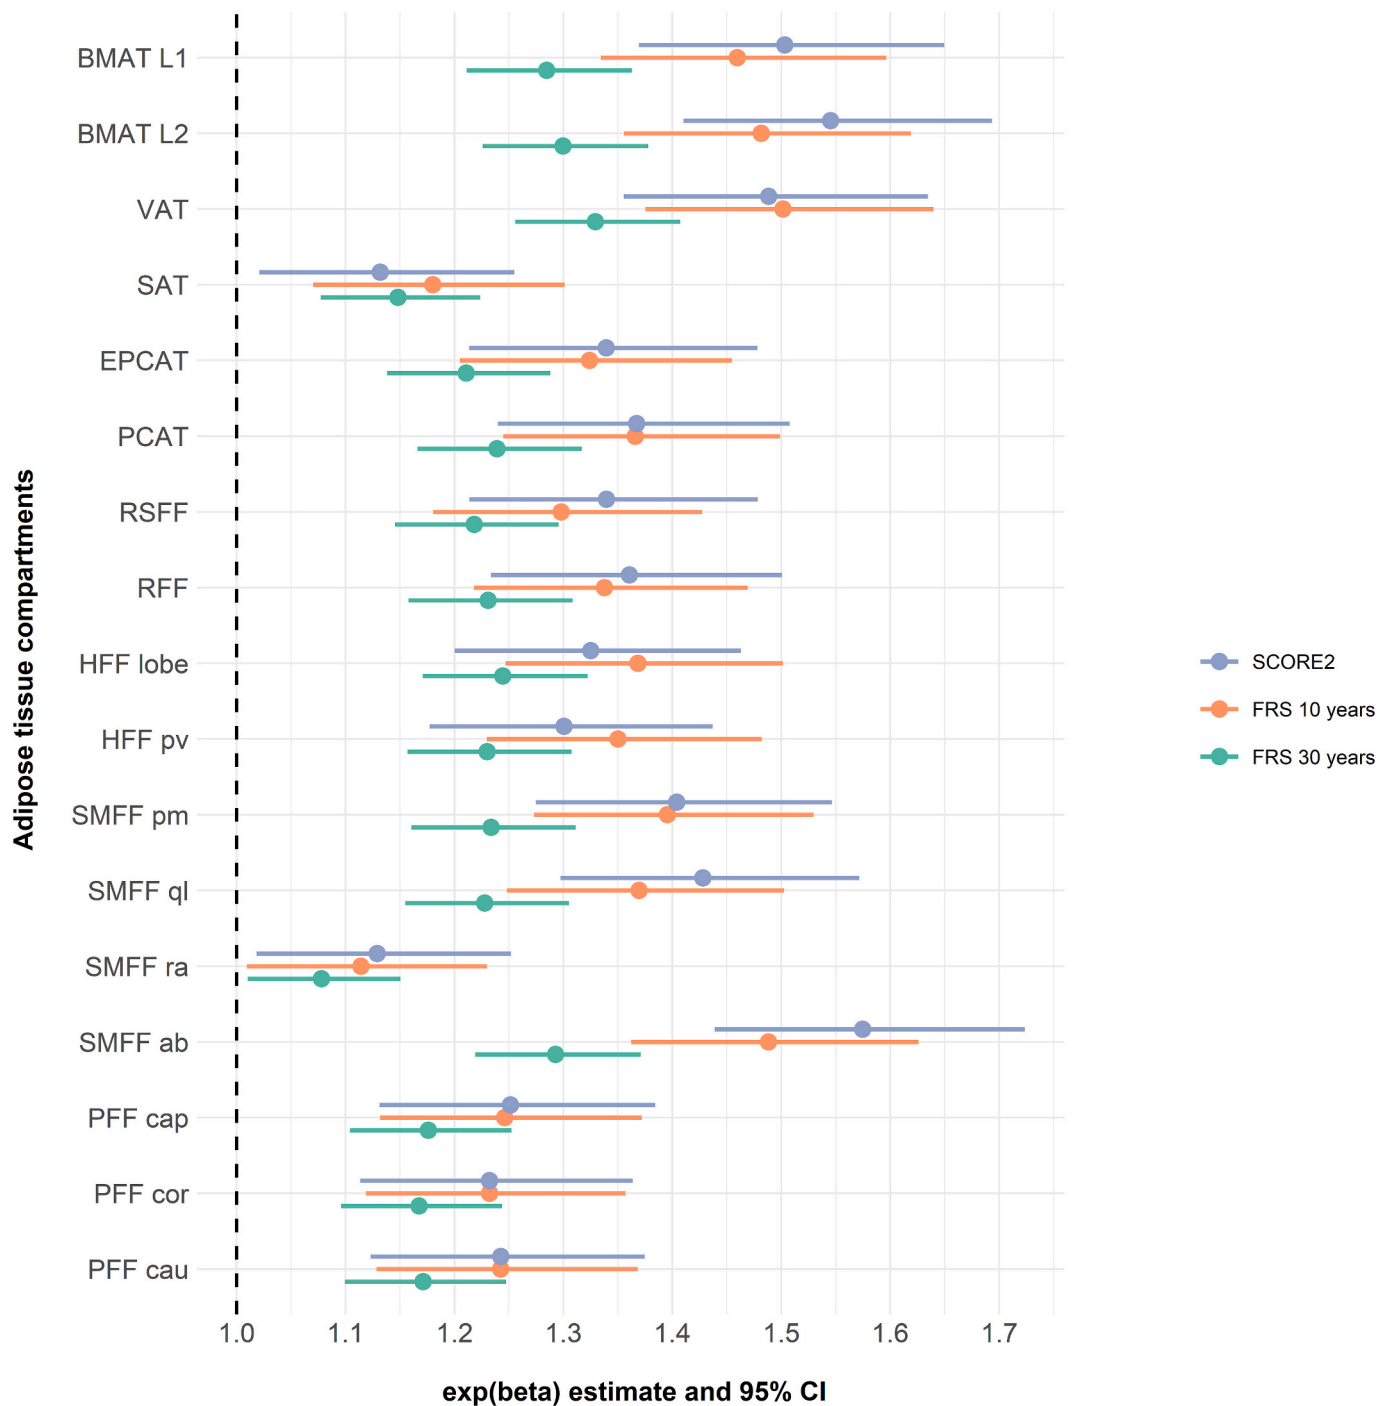 BMAT L1
BMAT L2
VAT
SAT
EPCAT
PCAT
RSFF
RFF
HFF lobe
HFF pv
SMFF pm
SMFF ql
SMFF ra
SMFF ab
PFF cap
PFF cor
PFF cau
Adipose tissue compartments
1.0 1.1 1.2 1.3 1.4 1.5 1.6 1.7
exp(beta) estimate and 95% CI
SCORE2
FRS 10 years
FRS 30 years